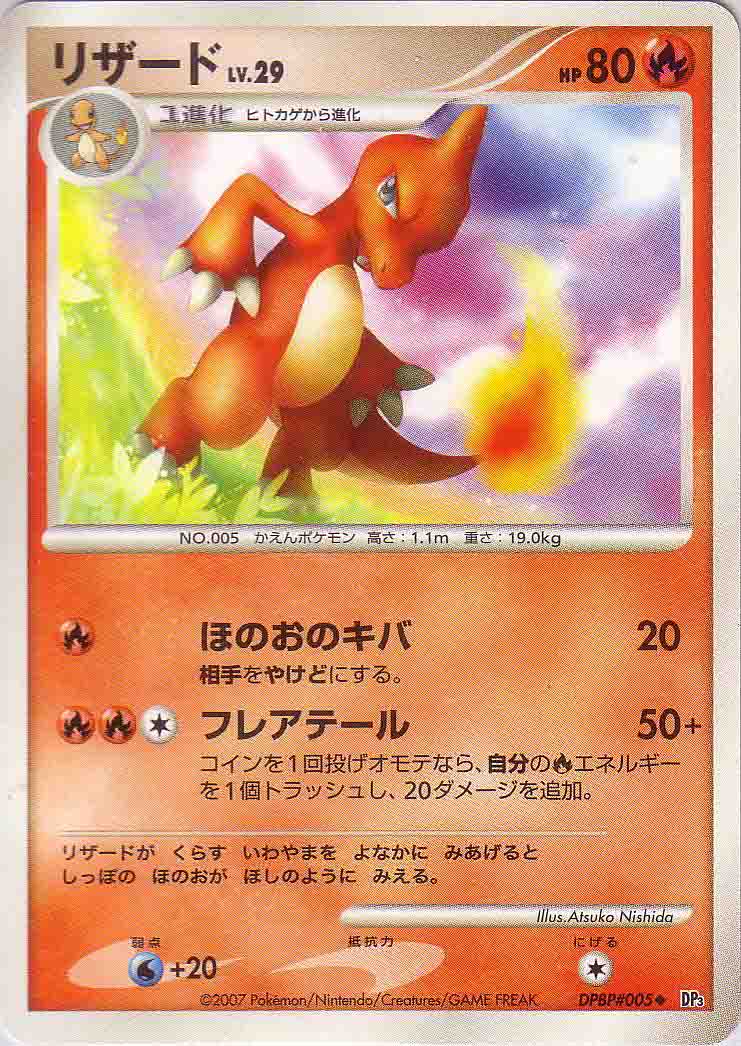 リザード LV.29 HP80
1進化 ヒトカゲから進化
NO.005 かえんポケモン 高さ:1.1m 重さ:19.0kg
ほのおのキバ 20
相手をやけどにする。
フレアテール 50+
コインを1回投げオモテなら、自分のエネルギー
を1個トラッシュし、20ダメージを追加。
リザードが くらす いわやまを よなかに みあげると
しっぽの ほのおが ほしのように みえる。
Illus.Atsuko Nishida
弱点 抵抗力 にげる
+20
©2007 Pokémon/Nintendo/Creatures/GAME FREAK DPBP#005◆ DP3